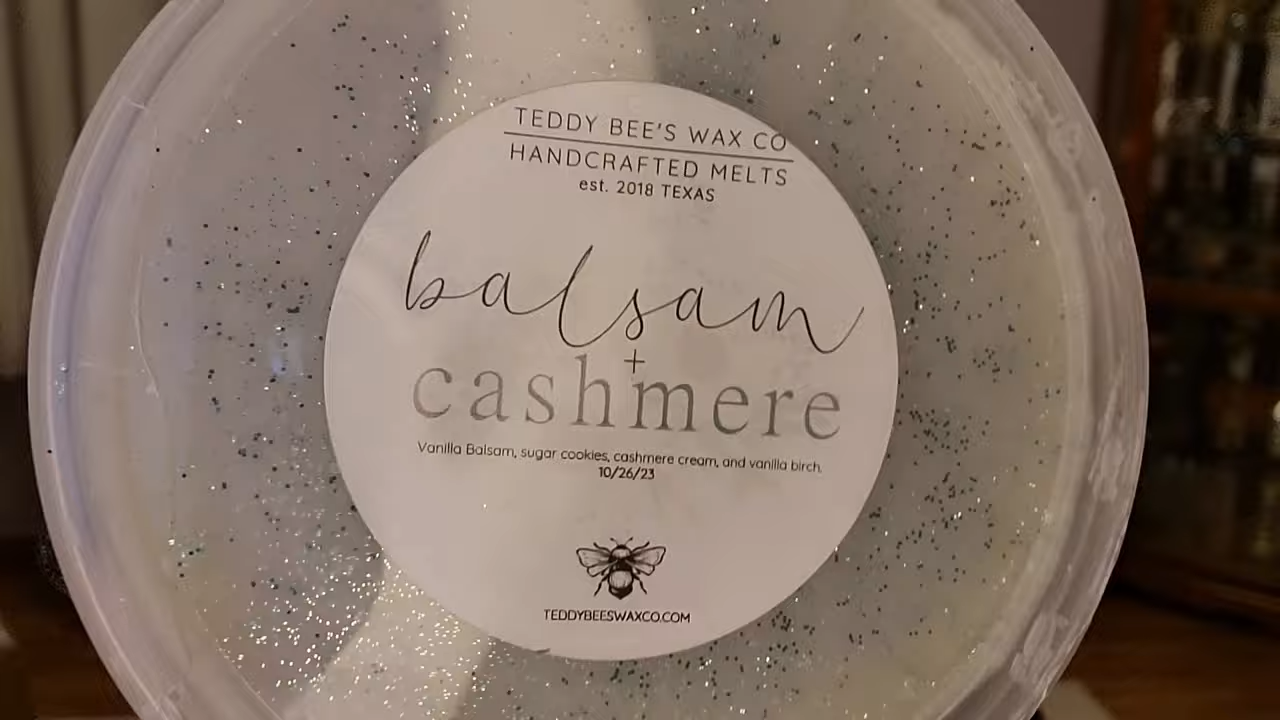 TEDDY BEE'S WAX CO
HANDCRAFTED MELTS
est. 2018 TEXAS
balsam
+
cashmere
Vanilla Balsam, sugar cookies, cashmere cream, and vanilla birch.
10/26/23
TEDDYBEESWAXCO.COM